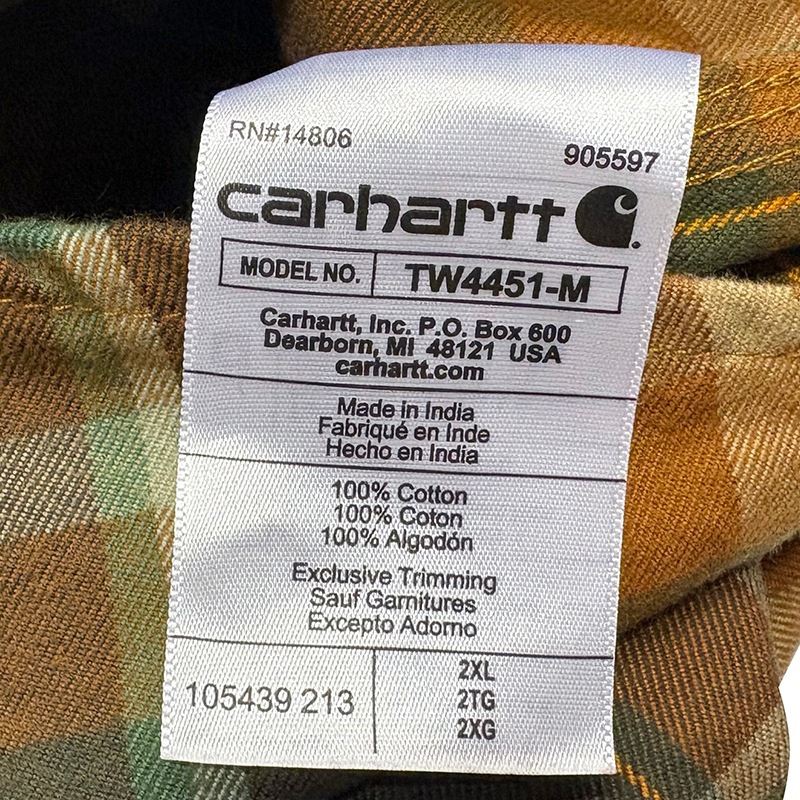 RN#14806
905597
carhartt
MODEL NO. TW4451-M
Carhartt, Inc. P.O. Box 600
Dearborn, MI 48121 USA
carhartt.com
Made in India
Fabriqué en Inde
Hecho en India
100% Cotton
100% Coton
100% Algodón
Exclusive Trimming
Sauf Garnitures
Excepto Adorno
105439 213
2XL
2TG
2XG